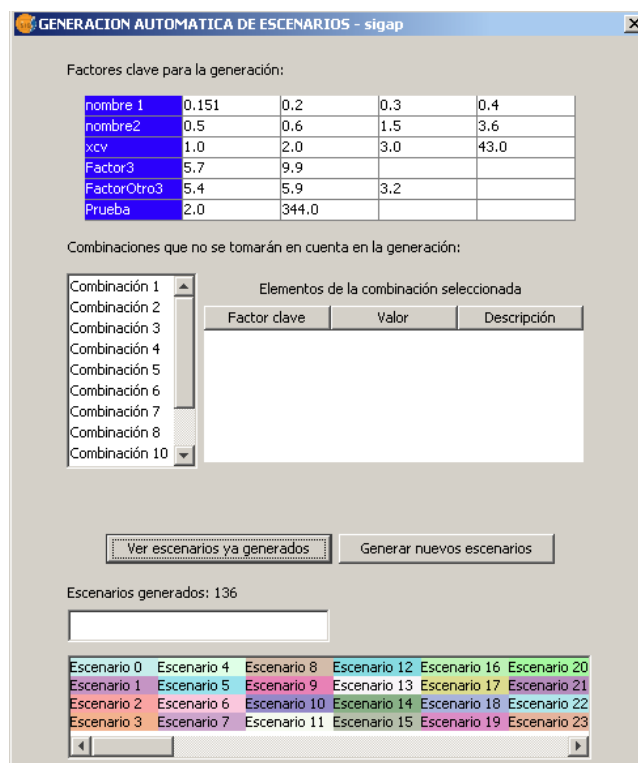 GENERACION AUTOMATICA DE ESCENARIOS - sigap
Factores clave para la generación:
nombre 1 0.151 0.2 0.3 0.4
nombre2 0.5 0.6 1.5 3.6
xcv 1.0 2.0 3.0 43.0
Factor3 5.7 9.9
FactorOtro3 5.4 5.9 3.2
Prueba 2.0 344.0
Combinaciones que no se tomarán en cuenta en la generación:
Combinación 1
Combinación 2
Combinación 3
Combinación 4
Combinación 5
Combinación 6
Combinación 7
Combinación 8
Combinación 10
Elementos de la combinación seleccionada
Factor clave Valor Descripción
Ver escenarios ya generados Generar nuevos escenarios
Escenarios generados: 136
Escenario 0 Escenario 4 Escenario 8 Escenario 12 Escenario 16 Escenario 20
Escenario 1 Escenario 5 Escenario 9 Escenario 13 Escenario 17 Escenario 21
Escenario 2 Escenario 6 Escenario 10 Escenario 14 Escenario 18 Escenario 22
Escenario 3 Escenario 7 Escenario 11 Escenario 15 Escenario 19 Escenario 23